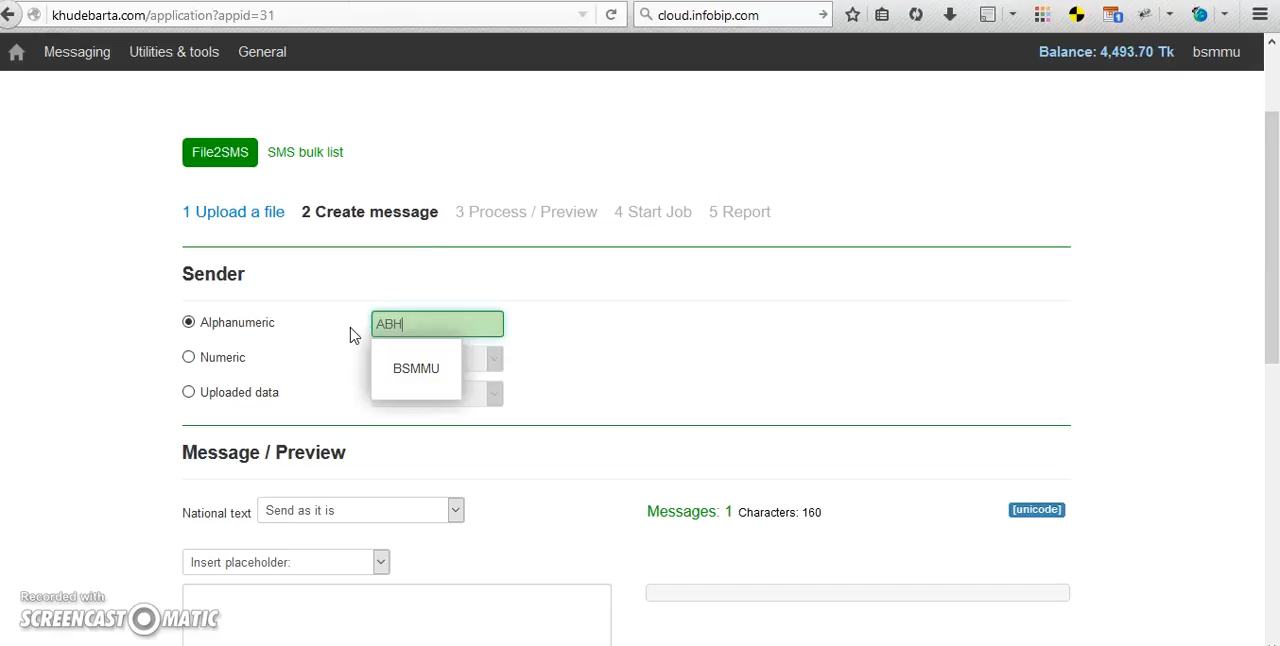 khudebarta.com/application?appid=31
cloud.infobip.com
Messaging Utilities & tools General Balance: 4,493.70 Tk bsmmu
File2SMS SMS bulk list
1 Upload a file 2 Create message 3 Process / Preview 4 Start Job 5 Report
Sender
Alphanumeric ABH
BSMMU
Numeric
Uploaded data
Message / Preview
National text Send as it is Messages: 1 Characters: 160 [unicode]
Insert placeholder:
Recorded with
SCREENCAST MATIC